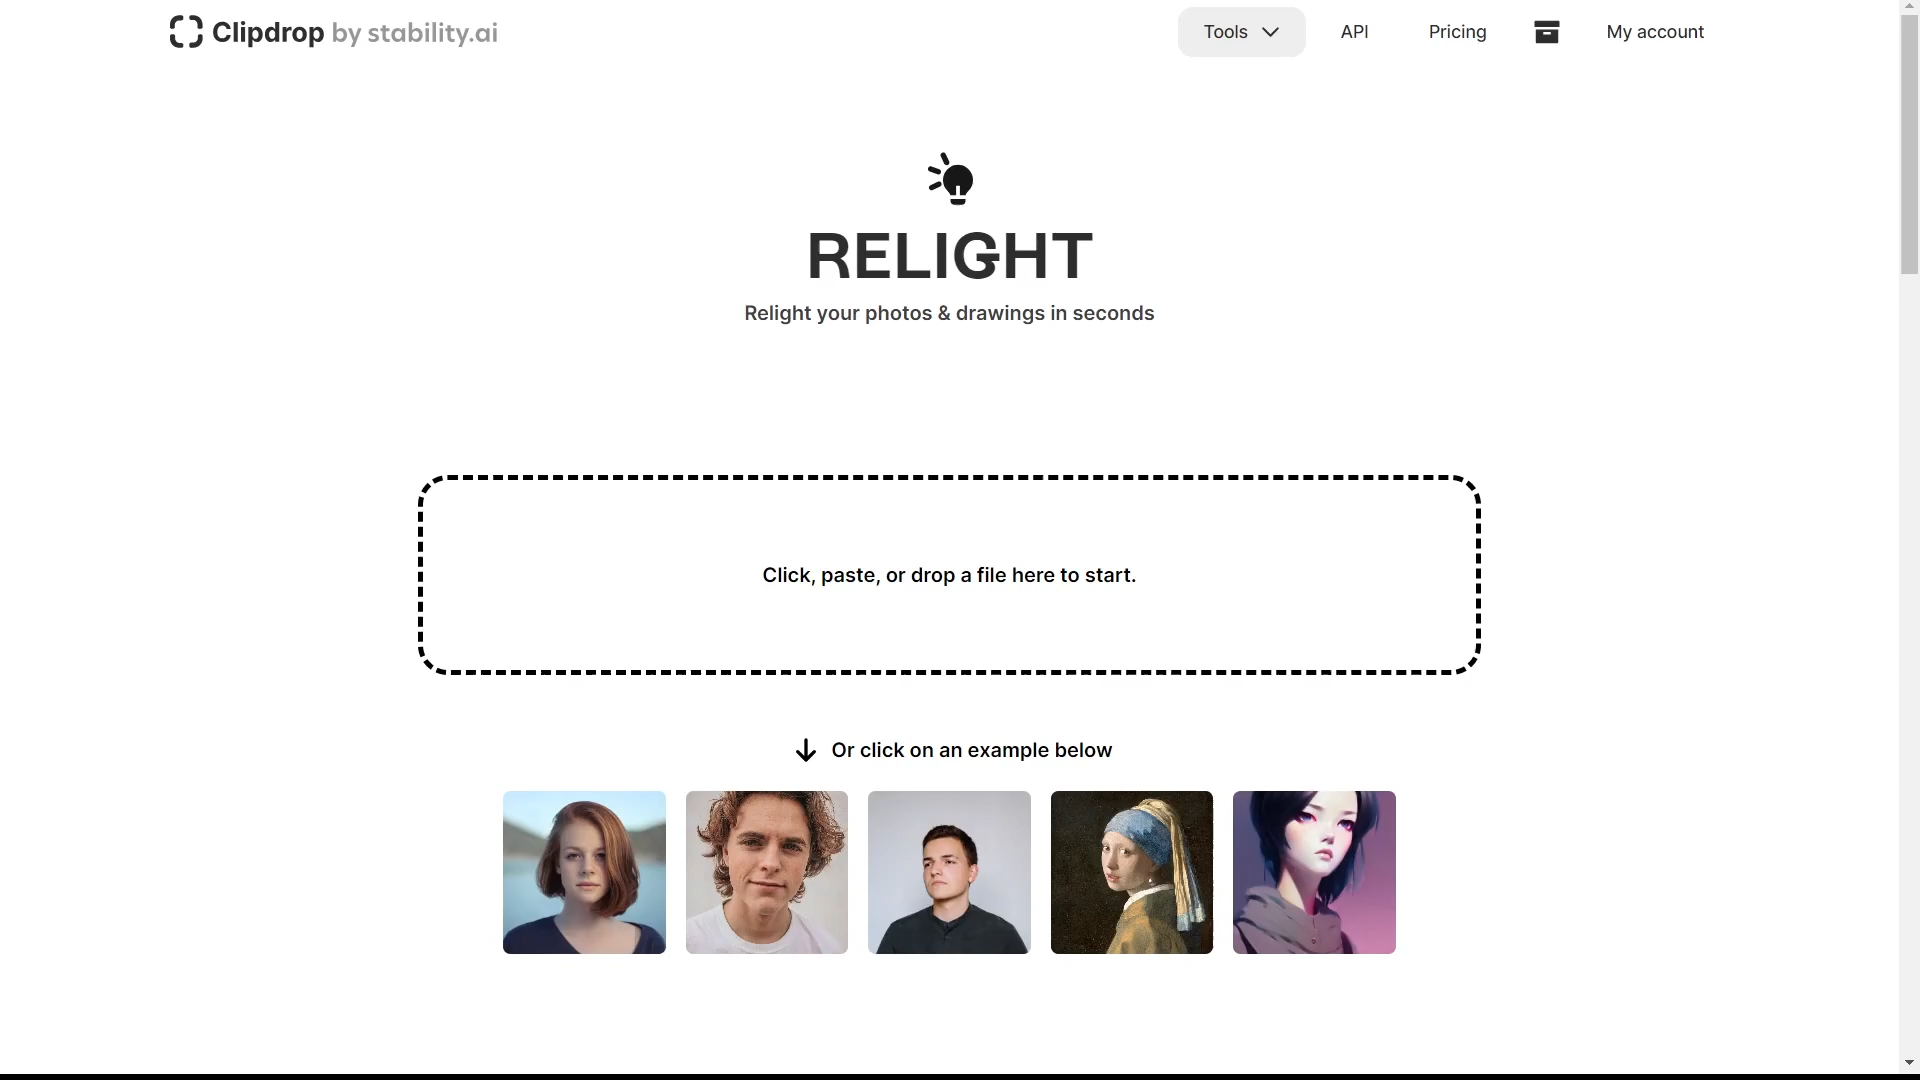 Clipdrop by stability.ai
Tools
API
Pricing
My account
RELIGHT
Relight your photos & drawings in seconds
Click, paste, or drop a file here to start.
Or click on an example below